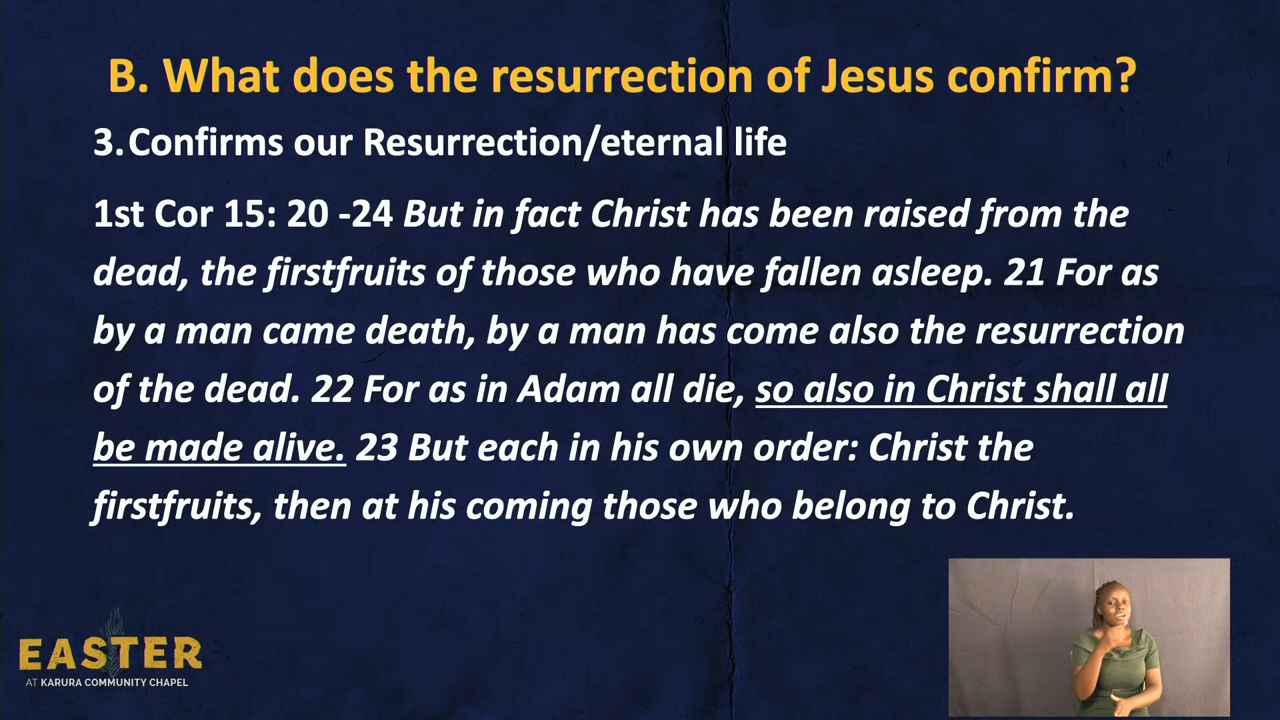 B. What does the resurrection of Jesus confirm?
3. Confirms our Resurrection/eternal life
1st Cor 15: 20 -24 But in fact Christ has been raised from the
dead, the firstfruits of those who have fallen asleep. 21 For as
by a man came death, by a man has come also the resurrection
of the dead. 22 For as in Adam all die, so also in Christ shall all
be made alive. 23 But each in his own order: Christ the
firstfruits, then at his coming those who belong to Christ.
EASTER
AT KARURA COMMUNITY CHAPEL